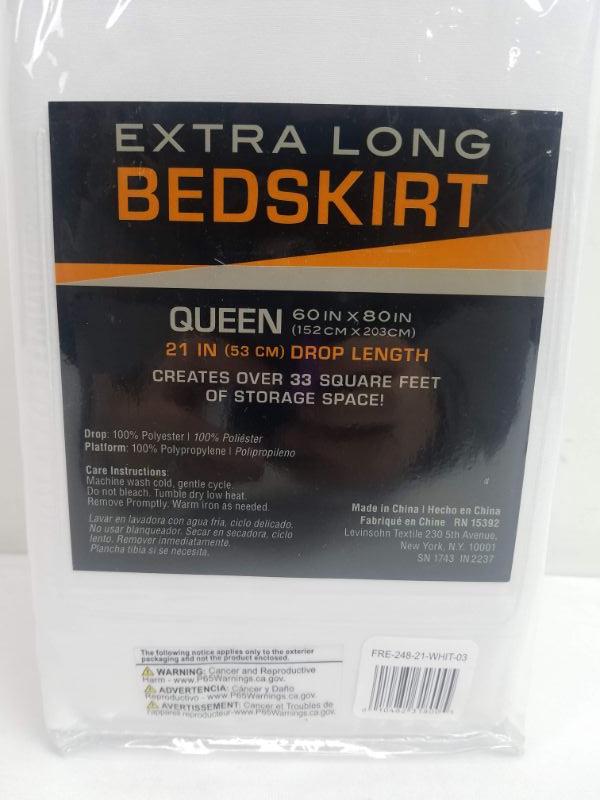 EXTRA LONG
BEDSKIRT
QUEEN 60 IN X 80 IN
(152 CM X 203 CM)
21 IN (53 CM) DROP LENGTH
CREATES OVER 33 SQUARE FEET
OF STORAGE SPACE!
Drop: 100% Polyester | 100% Poliéster
Platform: 100% Polypropylene | Polipropileno
Care Instructions:
Machine wash cold, gentle cycle.
Do not bleach. Tumble dry low heat.
Remove Promptly. Warm iron as needed.
Lavar en lavadora con agua fria, ciclo delicado.
No usar blanqueador. Secar en secadora, ciclo
lento. Remover inmediatamente.
Plancha tibia si se necesita.
Made in China | Hecho en China
Fabriqué en Chine RN 15392
Levinsohn Textile 230 5th Avenue,
New York, N.Y. 10001
SN 1743 IN 2237
The following notice applies only to the exterior
packaging and not the product enclosed.
WARNING: Cancer and Reproductive
Harm - www.P65Warnings.ca.gov.
ADVERTENCIA: Cáncer y Daño
Reproductivo - www.P65Warnings.ca.gov.
AVERTISSEMENT: Cancer et Troubles de
l'appareil reproducteur-www.P65Warnings.ca.gov.
FRE-248-21-WHIT-03